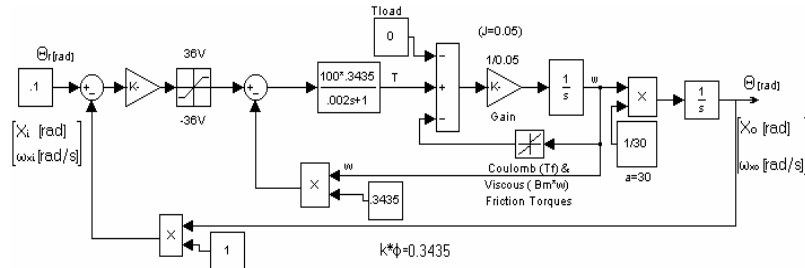 Tload
0
(J=0.05)
Θr[rad]
36V
1/0.05
Θ[rad]
.1
K-
100*.3435
.002s+1
T
K-
1
s
w
X
1
s
-36V
Gain
1/30
[Xi [rad]
ωxi [rad/s]]
[Xo [rad]
ωxo [rad/s]]
w
Coulomb (Tf) &
Viscous (Bm*w)
Friction Torques
a=30
X
.3435
X
1
k*ϕ=0.3435